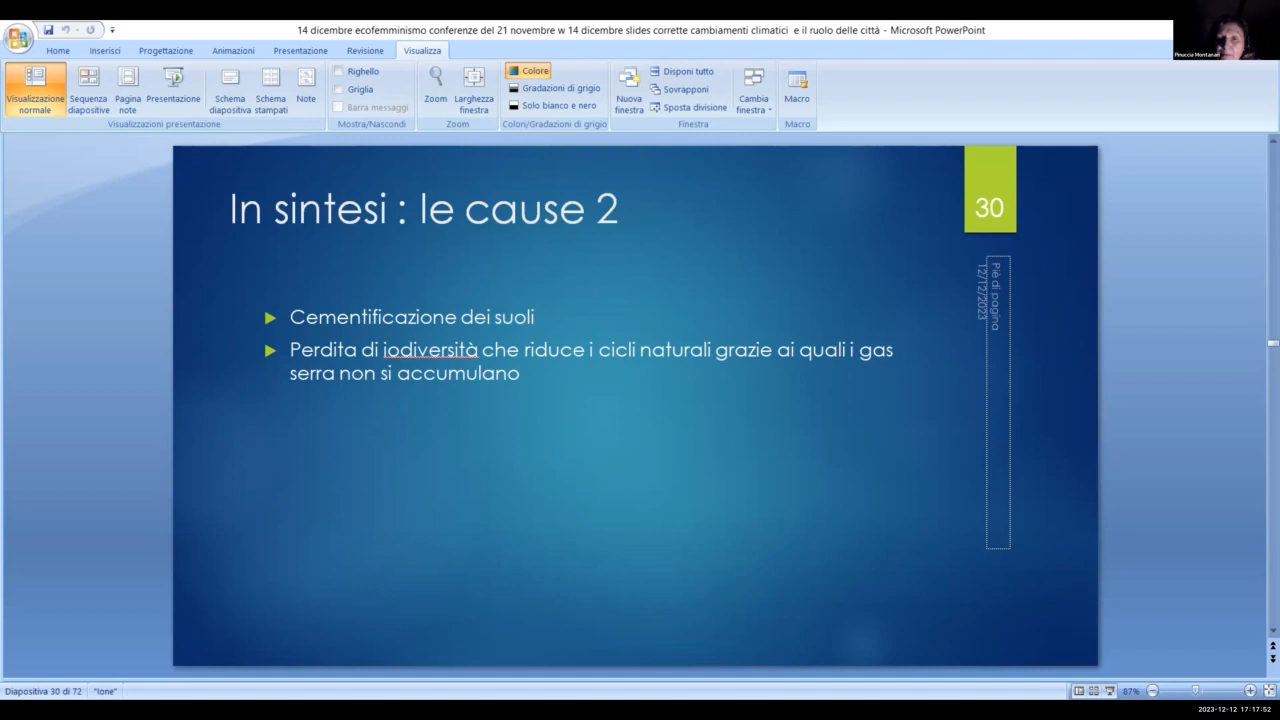 14 dicembre ecofemminismo conferenze del 21 novembre w 14 dicembre slides corrette cambiamenti climatici e il ruolo delle città - Microsoft PowerPoint
Pinuccia Montanari
Home Inserisci Progettazione Animazioni Presentazione Revisione Visualizza
Visualizzazione normale
Sequenza diapositive
Pagina note
Presentazione
Schema diapositiva
Schema stampati
Note
Visualizzazioni presentazione
Righello
Griglia
Barra messaggi
Mostra/Nascondi
Zoom
Larghezza finestra
Zoom
Colore
Gradazioni di grigio
Solo bianco e nero
Colori/Gradazioni di grigio
Nuova finestra
Disponi tutto
Sovrapponi
Sposta divisione
Cambia finestra
Finestra
Macro
Macro
In sintesi : le cause 2
30
Piè di pagina
12/12/2023
Cementificazione dei suoli
Perdita di iodiversità che riduce i cicli naturali grazie ai quali i gas
serra non si accumulano
Diapositiva 30 di 72 "Ione"
87%
2023-12-12 17:17:52